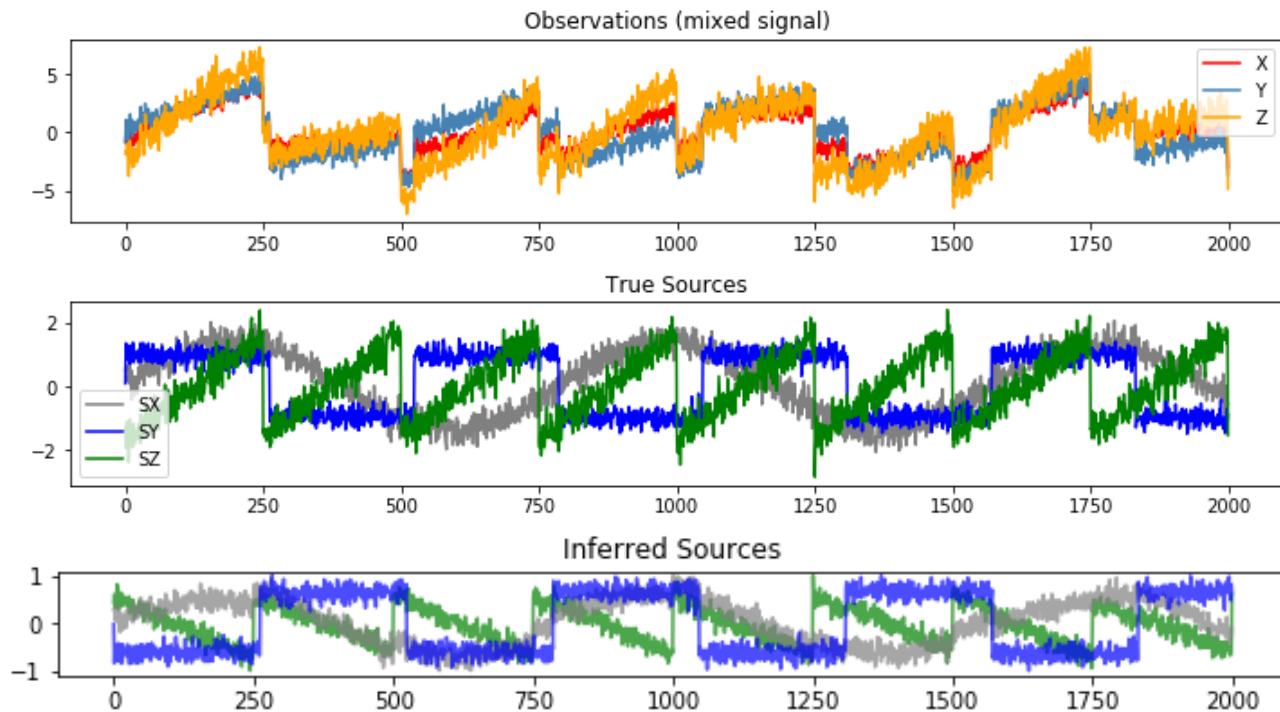 Observations (mixed signal)
5
0
−5
X
Y
Z
0 250 500 750 1000 1250 1500 1750 2000
True Sources
2
0
−2
SX
SY
SZ
0 250 500 750 1000 1250 1500 1750 2000
Inferred Sources
1
0
−1
0 250 500 750 1000 1250 1500 1750 2000